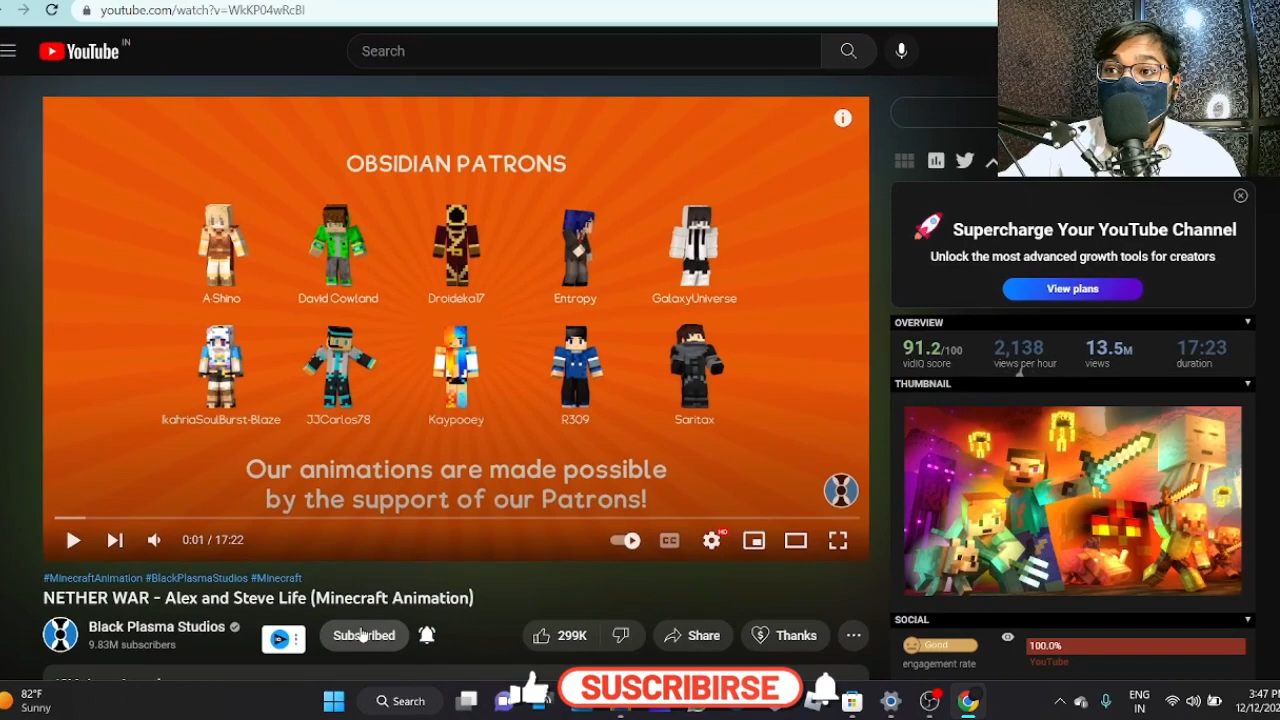 youtube.com/watch?v=WkKP04wRcBI
YouTube IN
Search
OBSIDIAN PATRONS
A-Shino
David Cowland
Droideka17
Entropy
GalaxyUniverse
IkahriaSoulBurst-Blaze
JJCarlos78
Kaypooey
R309
Saritax
Our animations are made possible
by the support of our Patrons!
0:01 / 17:22
CC
HD
#MinecraftAnimation #BlackPlasmaStudios #Minecraft
NETHER WAR - Alex and Steve Life (Minecraft Animation)
Black Plasma Studios
9.83M subscribers
Subscribed
299K
Share
Thanks
Supercharge Your YouTube Channel
Unlock the most advanced growth tools for creators
View plans
OVERVIEW
91.2/100
vidIQ score
2,138
views per hour
13.5M
views
17:23
duration
THUMBNAIL
SOCIAL
Good
engagement rate
100.0%
YouTube
SUSCRIBIRSE
82°F
Sunny
Search
ENG
IN
3:47 PM